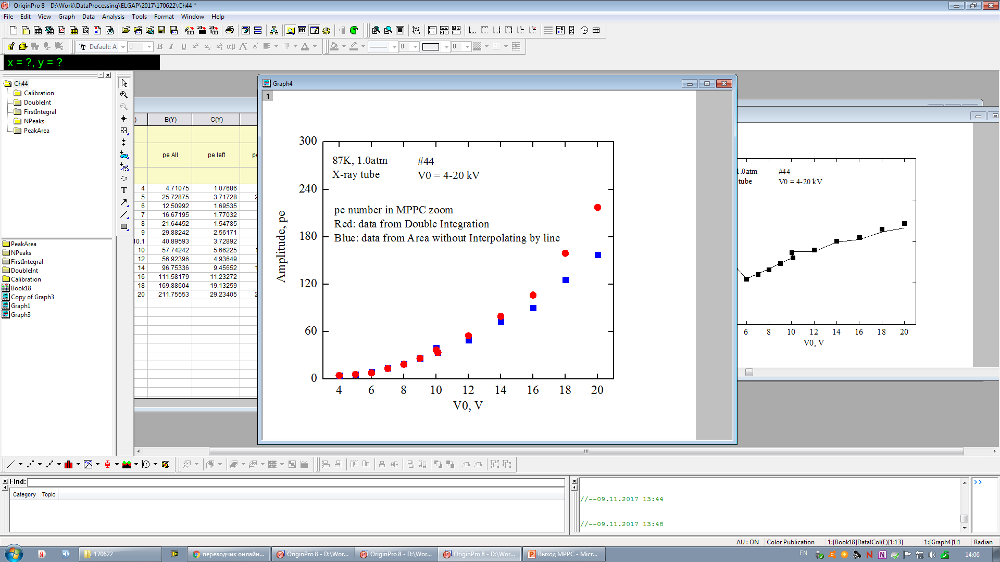 OriginPro 8 - D:\Work\DataProcessing\ELGAP\2017\170622\Ch44 *
File Edit View Graph Data Analysis Tools Format Window Help
Default: A 0 B I U αβ A A 0 0
x = ?, y = ?
Ch44
Calibration
DoubleInt
FirstIntegral
NPeaks
PeakArea
PeakArea
NPeaks
FirstIntegral
DoubleInt
Calibration
Book18
Copy of Graph3
Graph1
Graph3
B(Y) C(Y)
pe All pe left pe
4 4.71075 1.07686
5 25.72875 3.71728 2
6 12.50992 1.69535
7 16.67195 1.77032
8 21.64452 1.54785
9 29.88242 2.56171
10.1 40.89593 3.72892
10 57.74242 5.66225 1
12 56.92396 4.93649
14 96.75336 9.45652 1
16 111.58179 11.23272
18 169.88604 19.13259
20 211.75553 29.23405 2
Graph4
1
300
240
180
120
60
0
Amplitude, pe
87K, 1.0atm #44
X-ray tube V0 = 4-20 kV
pe number in MPPC zoom
Red: data from Double Integration
Blue: data from Area without Interpolating by line
4 6 8 10 12 14 16 18 20
V0, V
1.0atm #44
tube V0 = 4-20 kV
6 8 10 12 14 16 18 20
V0, V
Find:
Category Topic
//--09.11.2017 13:44
//--09.11.2017 13:48
>>
AU : ON Color Publication 1:[Book18]Data!Col(E)[1:13] 1:[Graph4]1!1 Radian
Я 170622 переводчик онлайн... OriginPro 8 - D:\Wor... OriginPro 8 - D:\Wor... OriginPro 8 - D:\Wor... Выход MPPC - Micr... EN 14:06